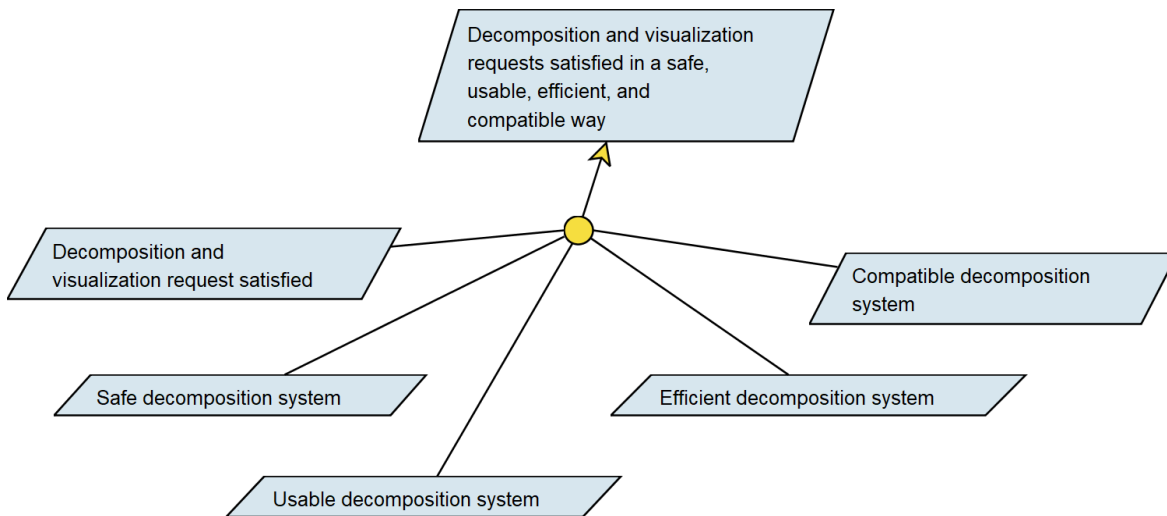 Decomposition and visualization
requests satisfied in a safe,
usable, efficient, and
compatible way
Decomposition and
visualization request satisfied
Compatible decomposition
system
Safe decomposition system
Efficient decomposition system
Usable decomposition system